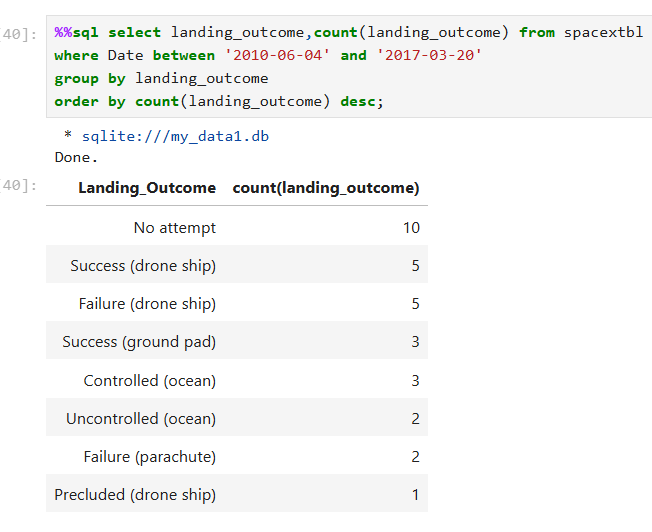 40]: %%sql select landing_outcome,count(landing_outcome) from spacextbl
where Date between '2010-06-04' and '2017-03-20'
group by landing_outcome
order by count(landing_outcome) desc;
* sqlite:///my_data1.db
Done.
40]: Landing_Outcome count(landing_outcome)
No attempt 10
Success (drone ship) 5
Failure (drone ship) 5
Success (ground pad) 3
Controlled (ocean) 3
Uncontrolled (ocean) 2
Failure (parachute) 2
Precluded (drone ship) 1